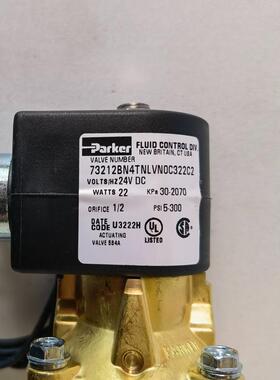 Parker FLUID CONTROL DIV.
NEW BRITAIN, CT USA
VALVE NUMBER
73212BN4TNLVN0C322C2
VOLTS/HZ 24V DC
WATTS 22 KPa 30-2070
ORIFICE 1/2 PSI 5-300
DATE CODE U3222H
ACTUATING
VALVE 584A
UL
LISTED